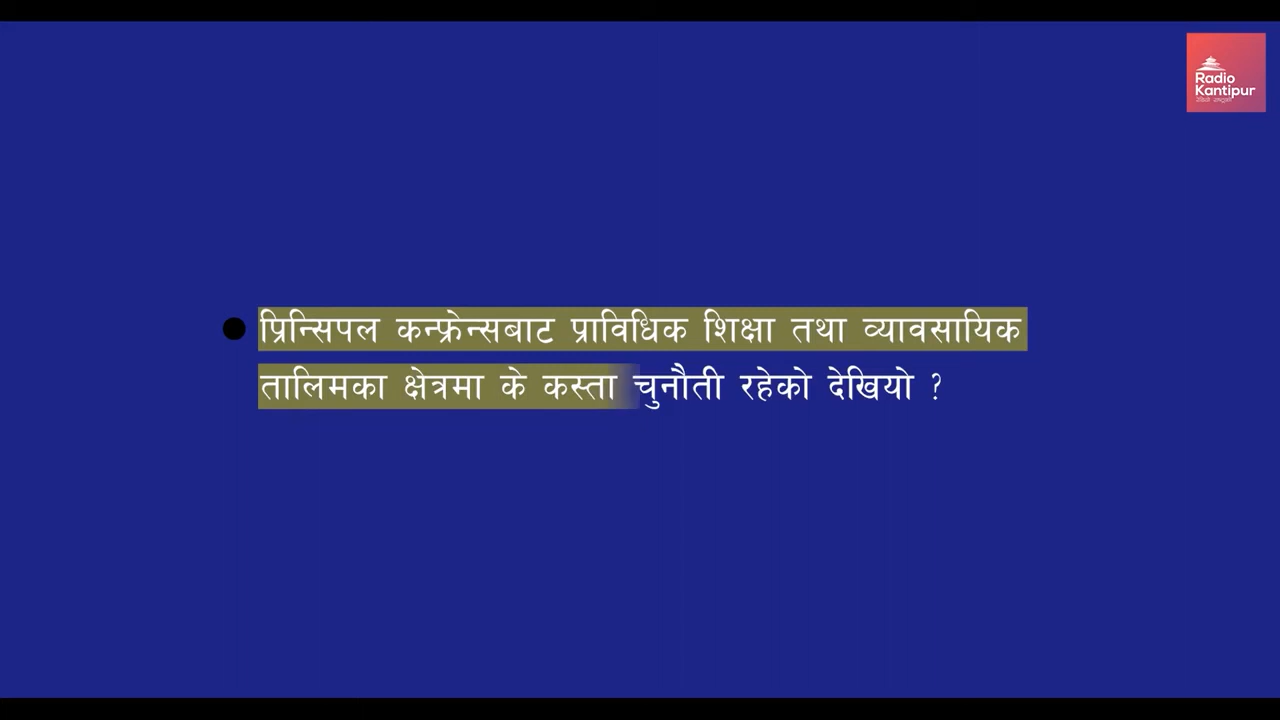 Radio
Kantipur
प्रिन्सिपल कन्फ्रेन्सबाट प्राविधिक शिक्षा तथा व्यावसायिक
तालिमका क्षेत्रमा के कस्ता चुनौती रहेको देखियो ?